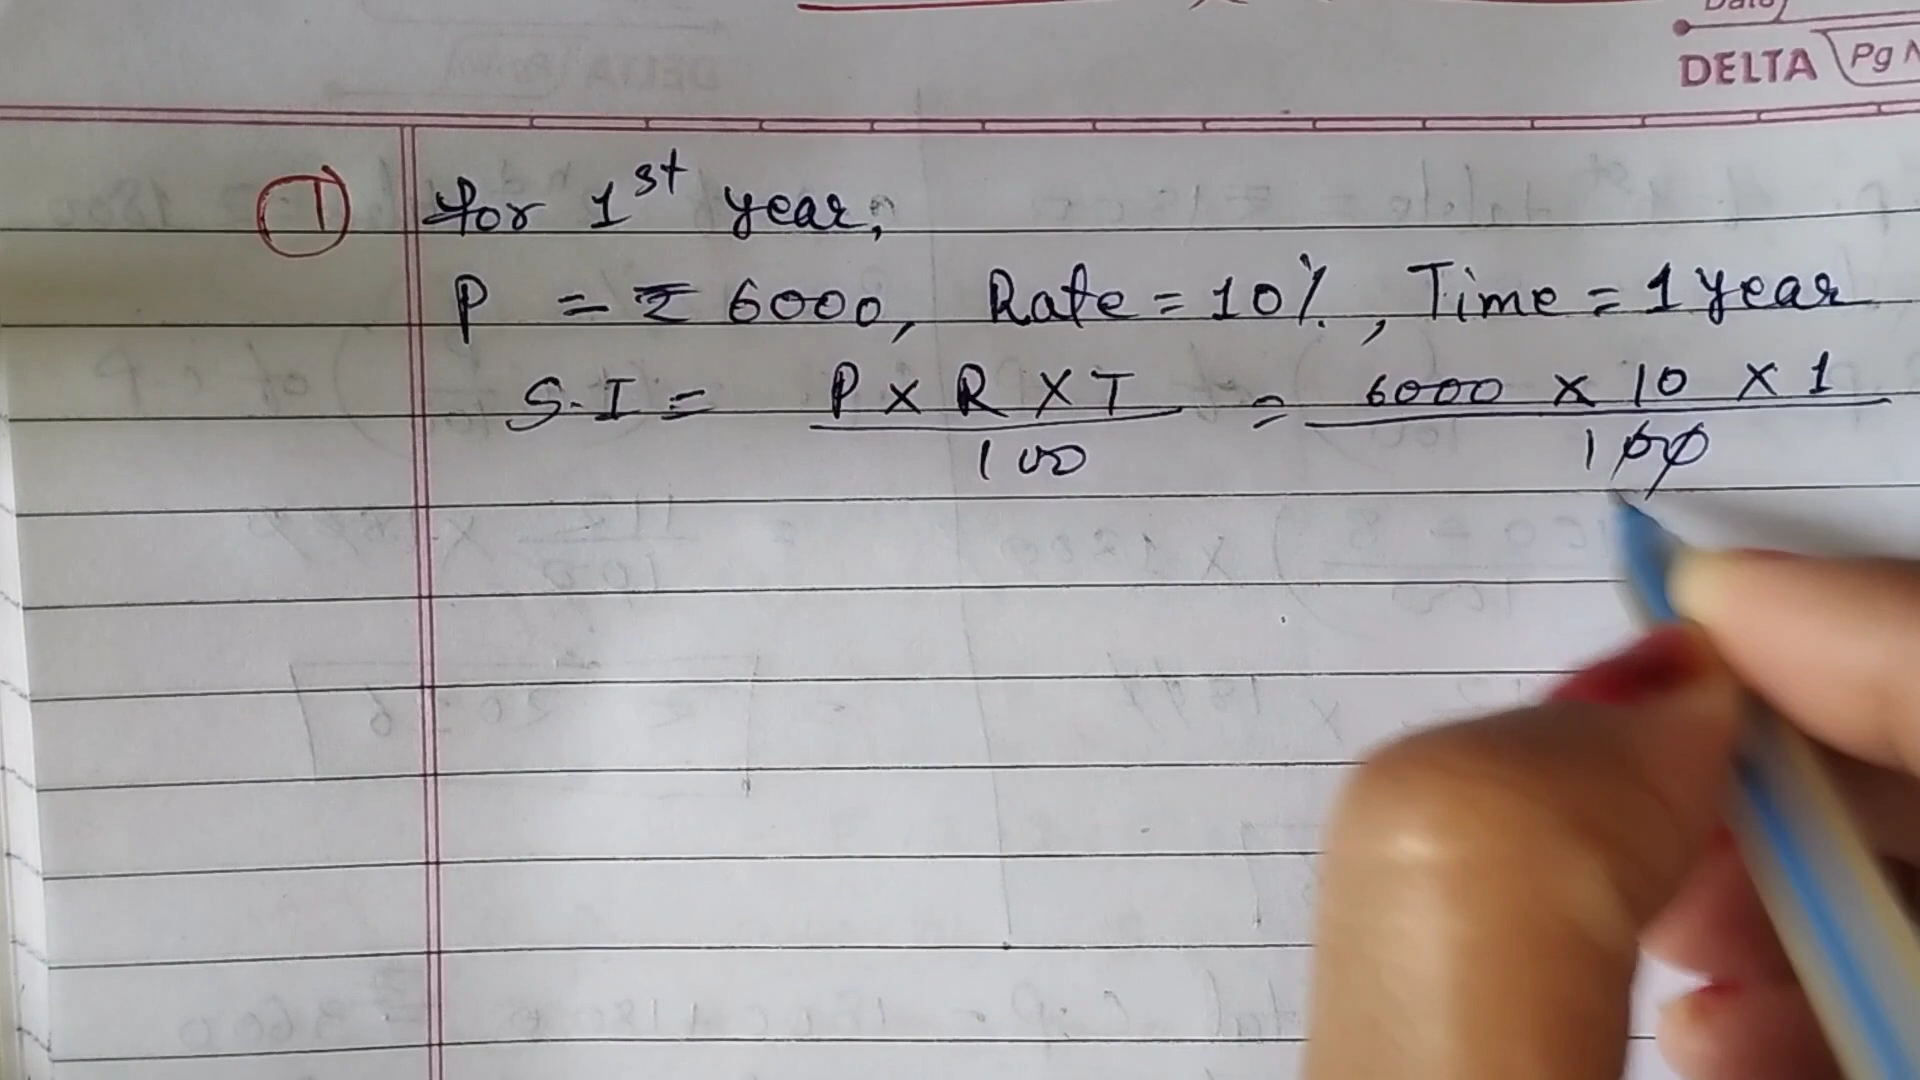 DELTA Pg N
1 for 1st year,
P = ₹ 6000, Rate = 10%, Time = 1 year
S.I = P × R × T / 100 = 6000 × 10 × 1 / 100